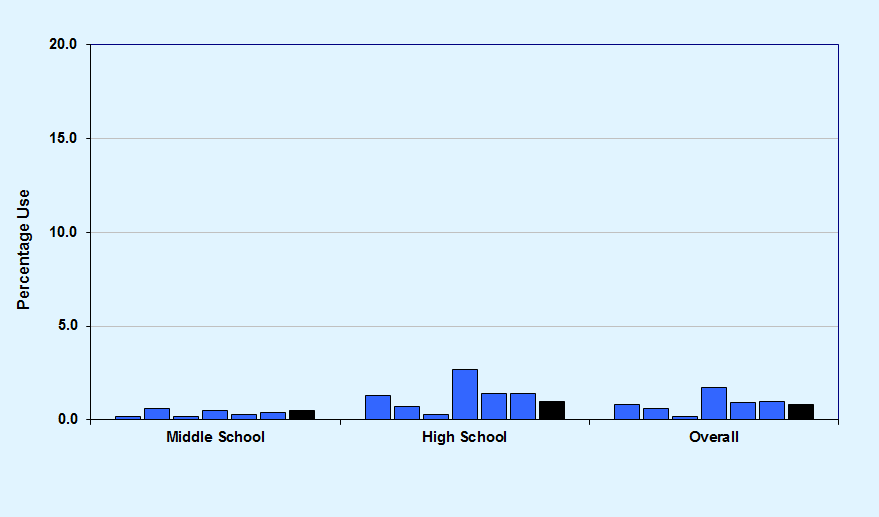 20.0
15.0
10.0
5.0
0.0
Percentage Use
Middle School
High School
Overall